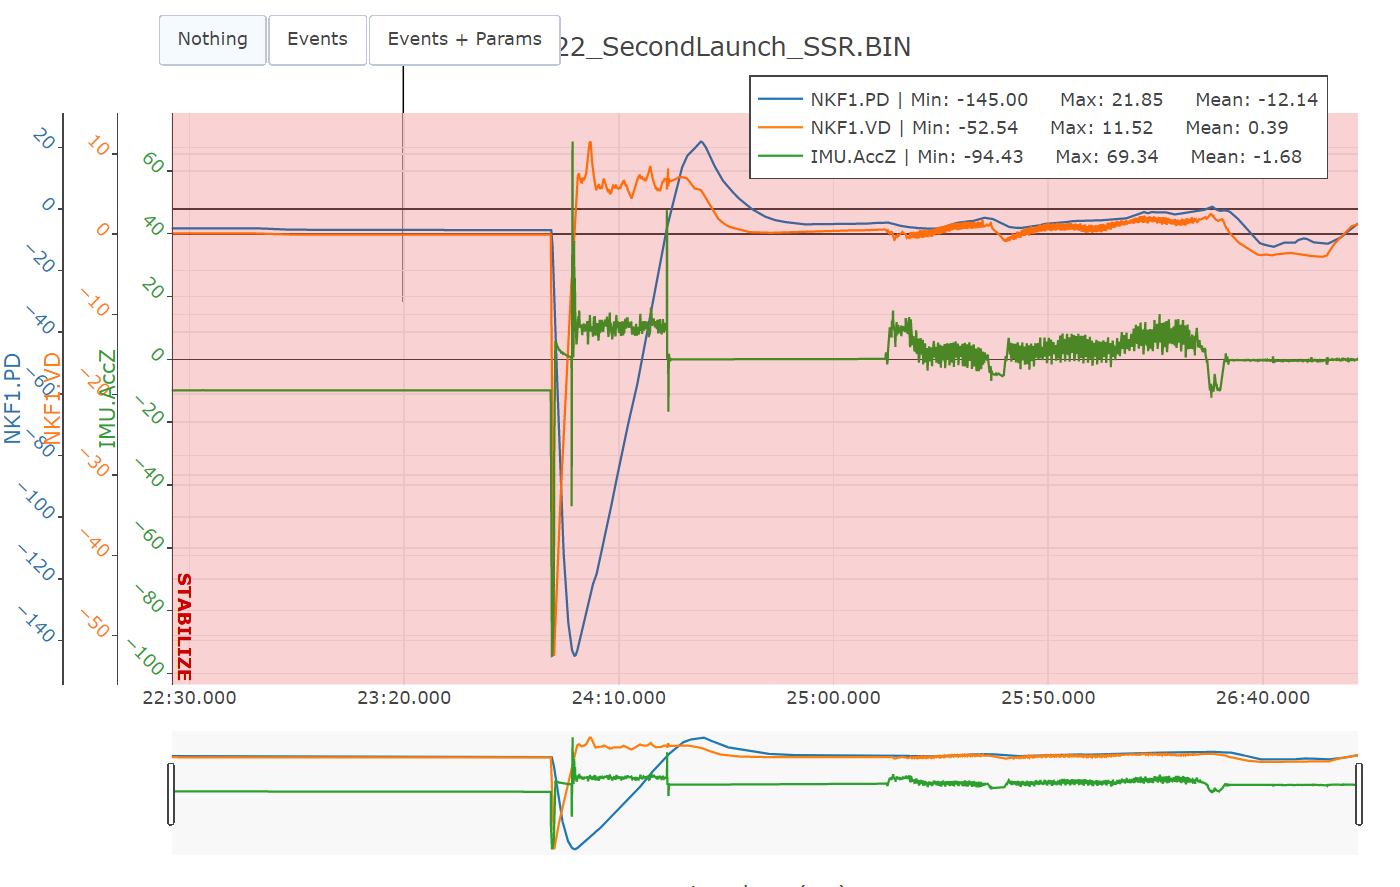 Nothing
Events
Events + Params
22_SecondLaunch_SSR.BIN
NKF1.PD | Min: -145.00 Max: 21.85 Mean: -12.14
NKF1.VD | Min: -52.54 Max: 11.52 Mean: 0.39
IMU.AccZ | Min: -94.43 Max: 69.34 Mean: -1.68
NKF1.PD
20
0
−20
−40
−60
−80
−100
−120
−140
NKF1.VD
10
0
−10
−20
−30
−40
−50
IMU.AccZ
60
40
20
0
−20
−40
−60
−80
−100
STABILIZE
22:30.000 23:20.000 24:10.000 25:00.000 25:50.000 26:40.000